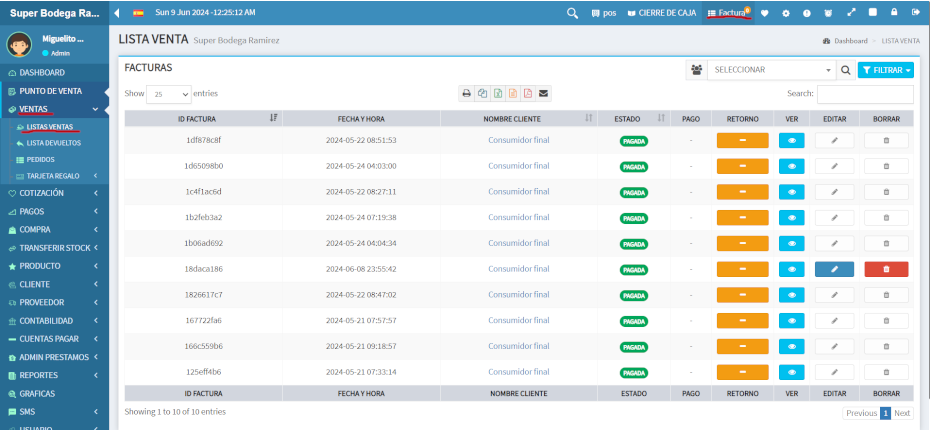 Super Bodega Ra... Sun 9 Jun 2024 -12:25:12 AM pos CIERRE DE CAJA Factura
Miguelito ...
Admin
LISTA VENTA Super Bodega Ramirez Dashboard > LISTA VENTA
DASHBOARD
PUNTO DE VENTA
VENTAS
LISTAS VENTAS
LISTA DEVUELTOS
PEDIDOS
TARJETA REGALO
COTIZACIÓN
PAGOS
COMPRA
TRANSFERIR STOCK
PRODUCTO
CLIENTE
PROVEEDOR
CONTABILIDAD
CUENTAS PAGAR
ADMIN PRESTAMOS
REPORTES
GRAFICAS
SMS
USUARIO
FACTURAS SELECCIONAR FILTRAR
Show 25 entries Search:
ID FACTURA FECHA Y HORA NOMBRE CLIENTE ESTADO PAGO RETORNO VER EDITAR BORRAR
1df878c8f 2024-05-22 08:51:53 Consumidor final PAGADA -
1d65098b0 2024-05-24 04:03:00 Consumidor final PAGADA -
1c4f1ac6d 2024-05-22 08:27:11 Consumidor final PAGADA -
1b2feb3a2 2024-05-24 07:19:38 Consumidor final PAGADA -
1b06ad692 2024-05-24 04:04:34 Consumidor final PAGADA -
18daca186 2024-06-08 23:55:42 Consumidor final PAGADA -
1826617c7 2024-05-22 08:47:02 Consumidor final PAGADA -
167722fa6 2024-05-21 07:57:57 Consumidor final PAGADA -
166c559b6 2024-05-21 09:18:57 Consumidor final PAGADA -
125eff4b6 2024-05-21 07:33:14 Consumidor final PAGADA -
ID FACTURA FECHA Y HORA NOMBRE CLIENTE ESTADO PAGO RETORNO VER EDITAR BORRAR
Showing 1 to 10 of 10 entries Previous 1 Next